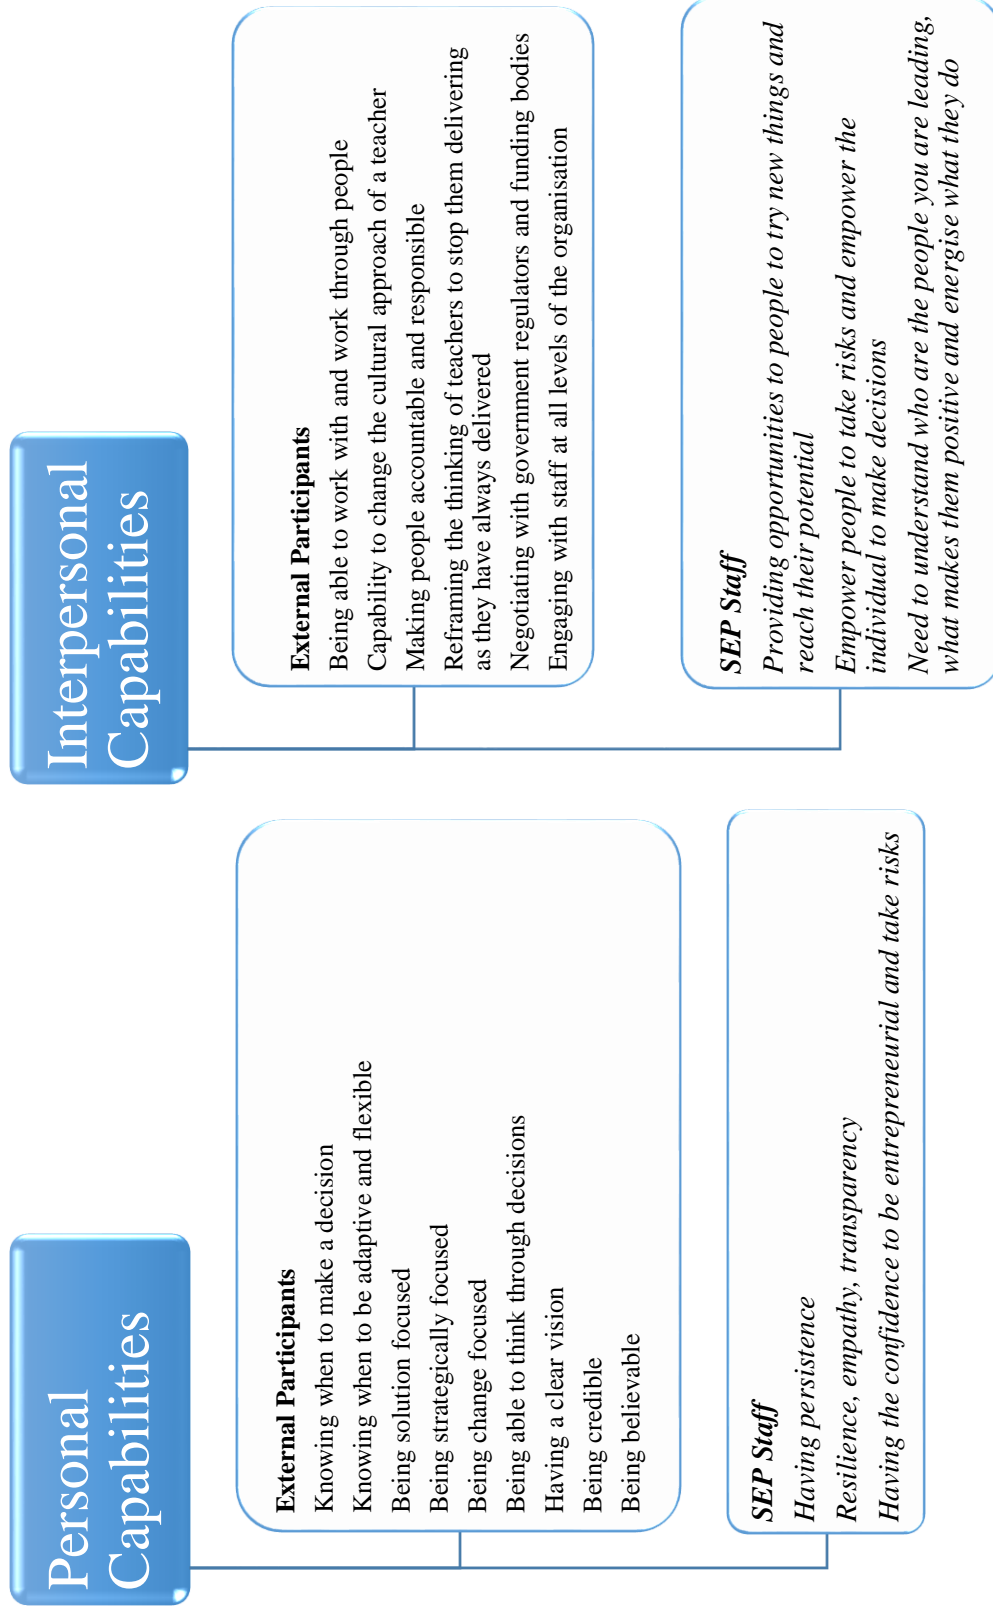 Personal
Capabilities
External Participants
Knowing when to make a decision
Knowing when to be adaptive and flexible
Being solution focused
Being strategically focused
Being change focused
Being able to think through decisions
Having a clear vision
Being credible
Being believable
SEP Staff
Having persistence
Resilience, empathy, transparency
Having the confidence to be entrepreneurial and take risks
Interpersonal
Capabilities
External Participants
Being able to work with and work through people
Capability to change the cultural approach of a teacher
Making people accountable and responsible
Reframing the thinking of teachers to stop them delivering
as they have always delivered
Negotiating with government regulators and funding bodies
Engaging with staff at all levels of the organisation
SEP Staff
Providing opportunities to people to try new things and
reach their potential
Empower people to take risks and empower the
individual to make decisions
Need to understand who are the people you are leading,
what makes them positive and energise what they do